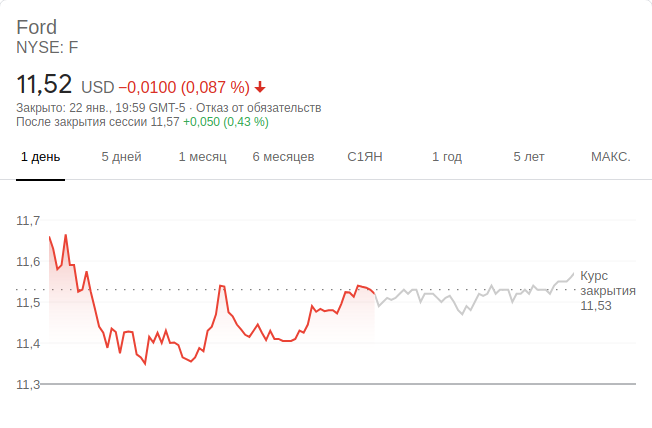 Ford
NYSE: F
11,52 USD −0,0100 (0,087 %)
Закрыто: 22 янв., 19:59 GMT-5 · Отказ от обязательств
После закрытия сессии 11,57 +0,050 (0,43 %)
1 день 5 дней 1 месяц 6 месяцев С1ЯН 1 год 5 лет МАКС.
11,7
11,6
11,5
11,4
11,3
Курс
закрытия
11,53